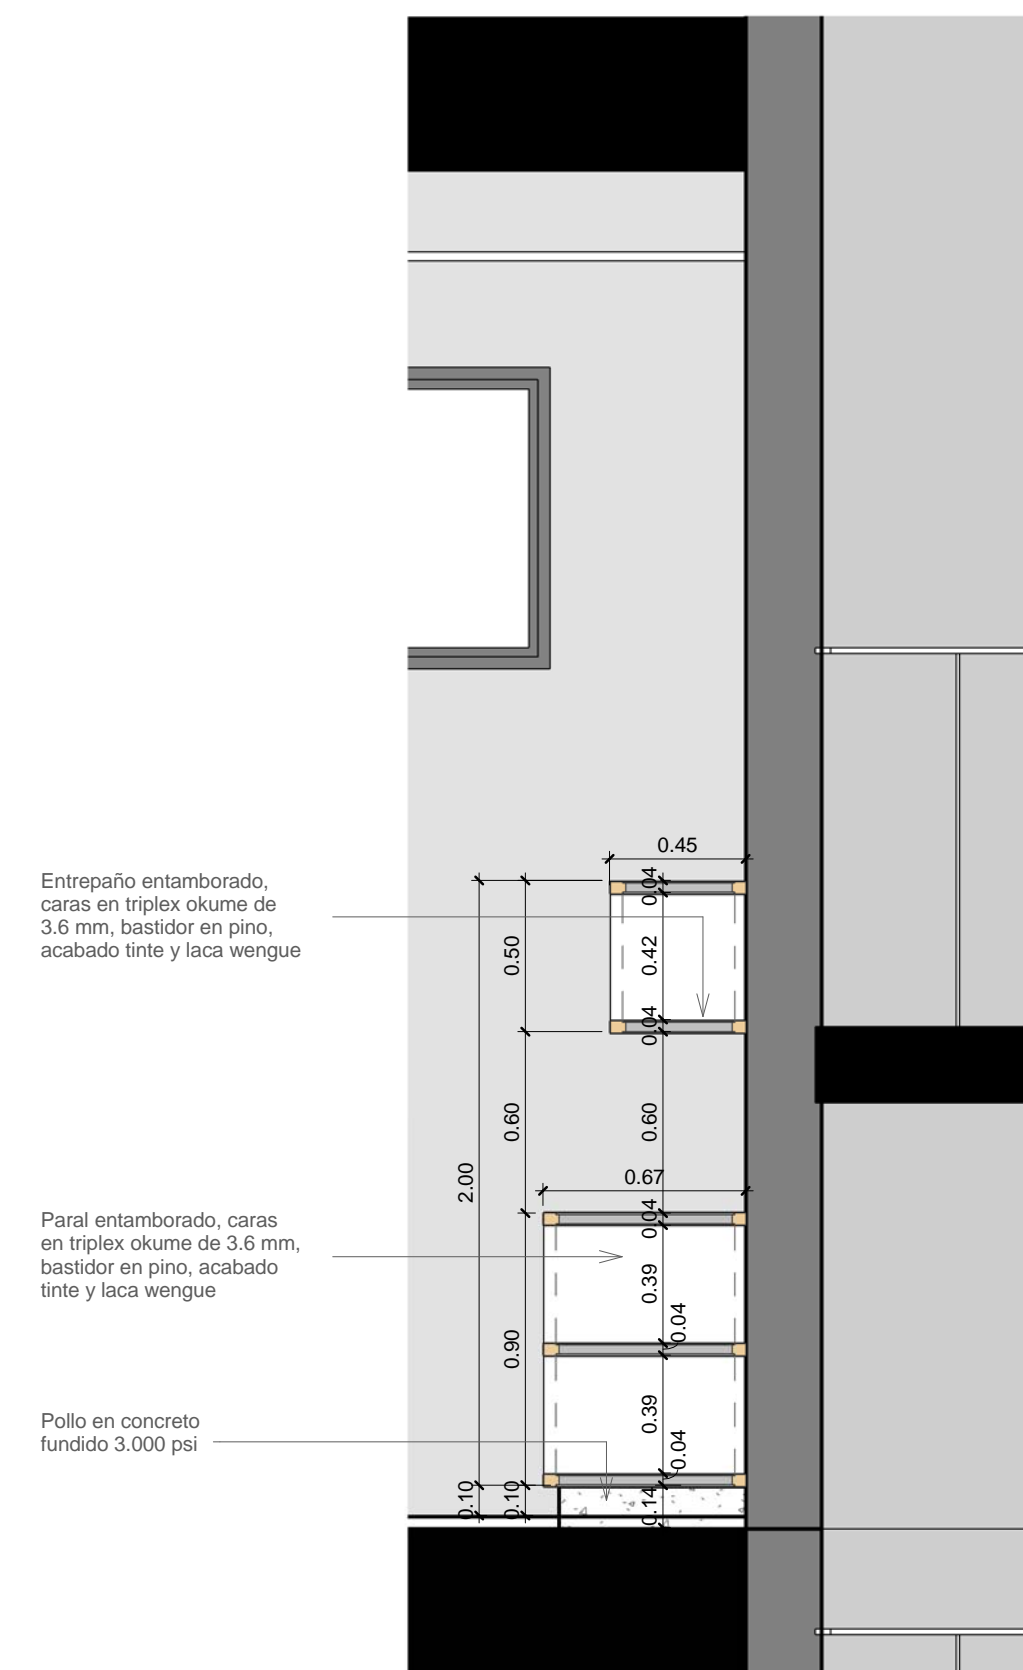 0.45
0.04
Entrepaño entamborado,
caras en triplex okume de
3.6 mm, bastidor en pino,
acabado tinte y laca wengue
0.50
0.42
0.04
0.60
0.60
2.00
0.67
0.04
Paral entamborado, caras
en triplex okume de 3.6 mm,
bastidor en pino, acabado
tinte y laca wengue
0.39
0.04
0.90
0.39
Pollo en concreto
fundido 3.000 psi
0.04
0.10
0.10
0.14